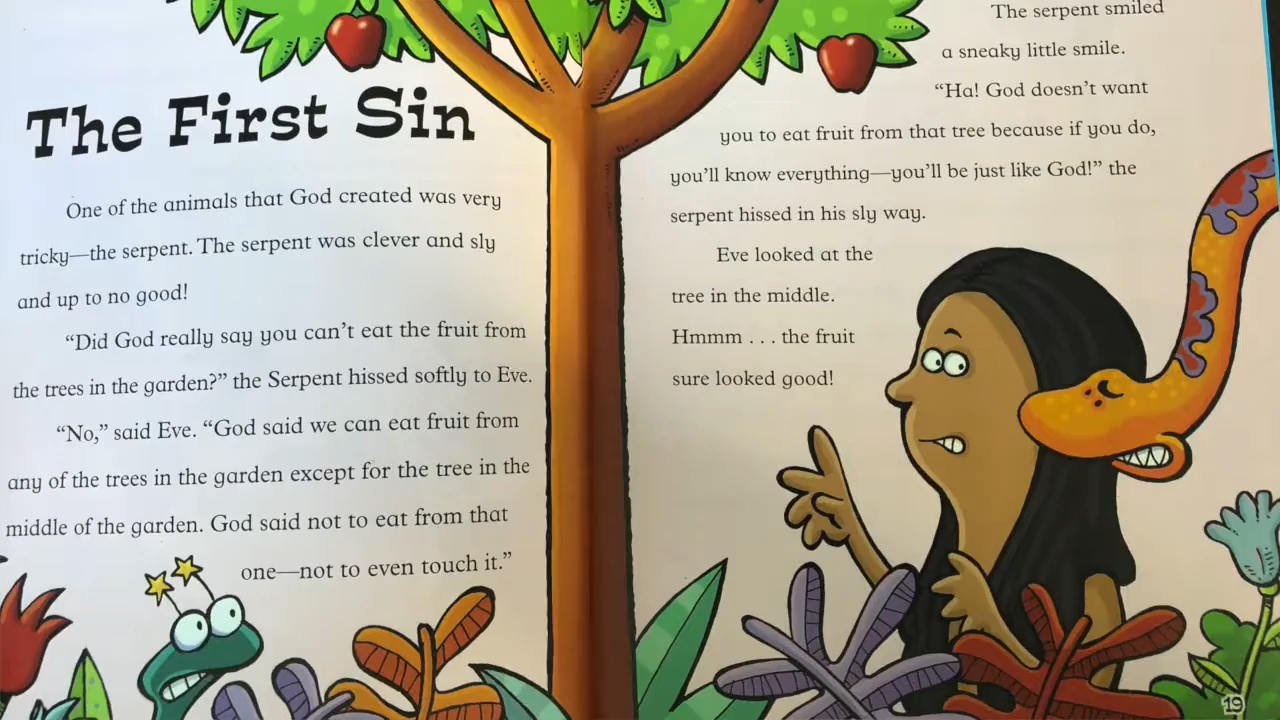 The First Sin
One of the animals that God created was very
tricky—the serpent. The serpent was clever and sly
and up to no good!
“Did God really say you can’t eat the fruit from
the trees in the garden?” the Serpent hissed softly to Eve.
“No,” said Eve. “God said we can eat fruit from
any of the trees in the garden except for the tree in the
middle of the garden. God said not to eat from that
one—not to even touch it.”
The serpent smiled
a sneaky little smile.
“Ha! God doesn’t want
you to eat fruit from that tree because if you do,
you’ll know everything—you’ll be just like God!” the
serpent hissed in his sly way.
Eve looked at the
tree in the middle.
Hmmm . . . the fruit
sure looked good!
19